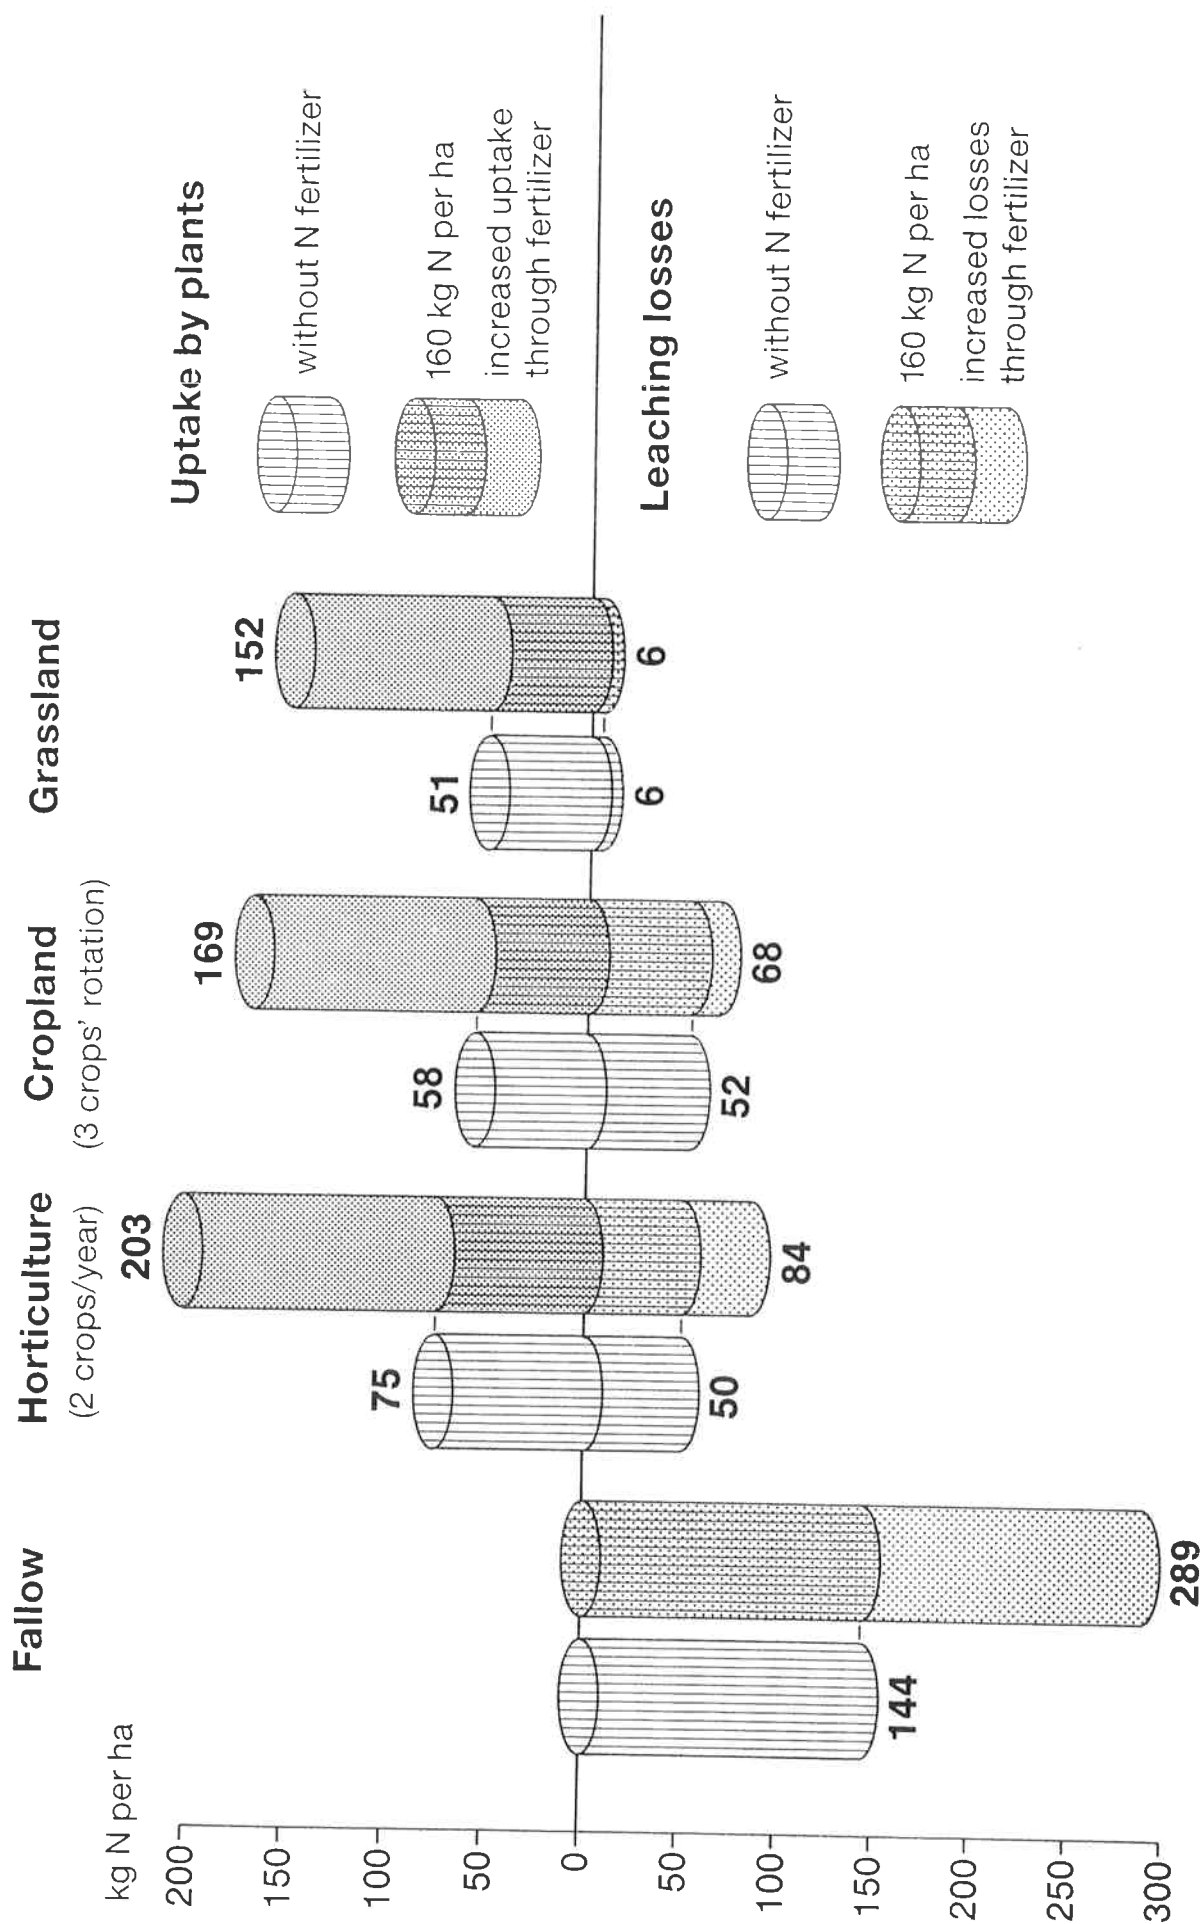 Fallow
Horticulture
(2 crops/year)
Cropland
(3 crops' rotation)
Grassland
kg N per ha
200
150
100
50
0
50
100
150
200
250
300
144
289
75
203
50
84
58
169
52
68
51
152
6
6
Uptake by plants
without N fertilizer
160 kg N per ha
increased uptake
through fertilizer
Leaching losses
without N fertilizer
160 kg N per ha
increased losses
through fertilizer